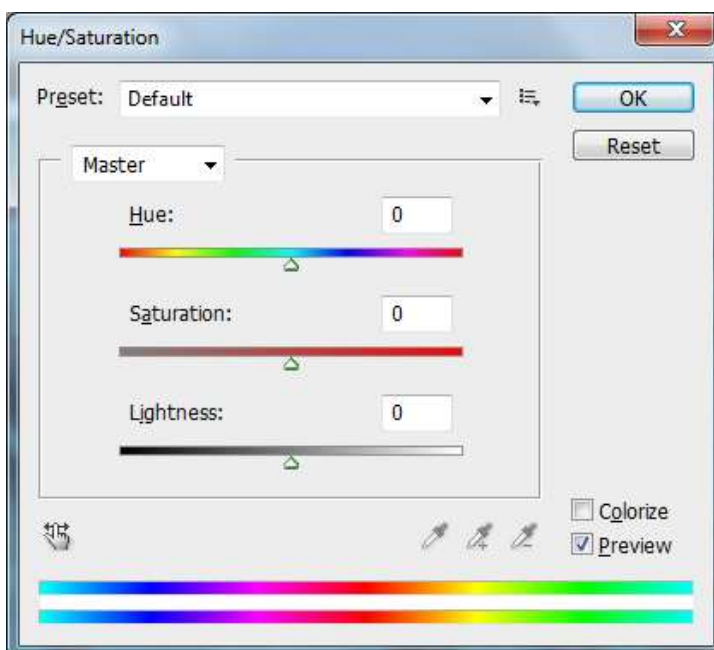 Hue/Saturation
Preset: Default
OK
Reset
Master
Hue: 0
Saturation: 0
Lightness: 0
Colorize
Preview